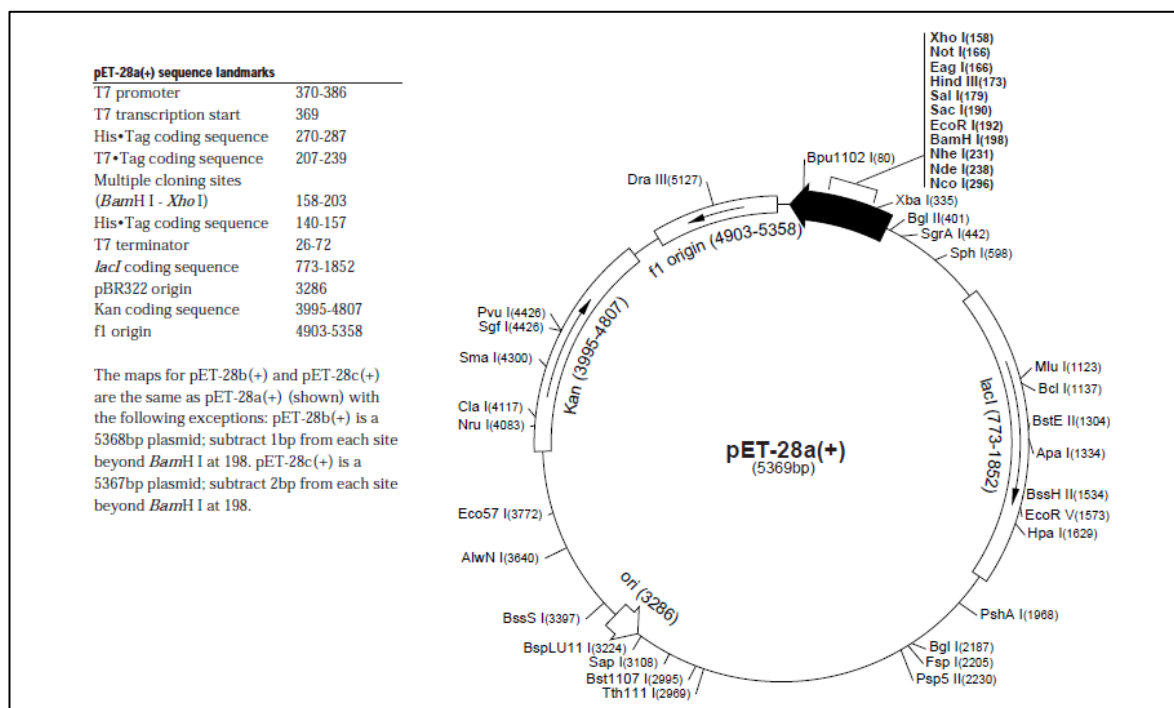 pET-28a(+) sequence landmarks
T7 promoter 370-386
T7 transcription start 369
His•Tag coding sequence 270-287
T7•Tag coding sequence 207-239
Multiple cloning sites
(BamH I - Xho I) 158-203
His•Tag coding sequence 140-157
T7 terminator 26-72
lacI coding sequence 773-1852
pBR322 origin 3286
Kan coding sequence 3995-4807
f1 origin 4903-5358
The maps for pET-28b(+) and pET-28c(+)
are the same as pET-28a(+) (shown) with
the following exceptions: pET-28b(+) is a
5368bp plasmid; subtract 1bp from each site
beyond BamH I at 198. pET-28c(+) is a
5367bp plasmid; subtract 2bp from each site
beyond BamH I at 198.
Xho I(158)
Not I(166)
Eag I(166)
Hind III(173)
Sal I(179)
Sac I(190)
EcoR I(192)
BamH I(198)
Nhe I(231)
Nde I(238)
Nco I(296)
Bpu1102 I(80)
Dra III(5127)
Xba I(335)
Bgl II(401)
SgrA I(442)
Sph I(598)
f1 origin (4903-5358)
Pvu I(4426)
Sgf I(4426)
Sma I(4300)
Kan (3995-4807)
Cla I(4117)
Nru I(4083)
Mlu I(1123)
Bcl I(1137)
BstE II(1304)
Apa I(1334)
lacI (773-1852)
pET-28a(+)
(5369bp)
BssH II(1534)
EcoR V(1573)
Hpa I(1629)
Eco57 I(3772)
AlwN I(3640)
ori (3286)
BssS I(3397)
PshA I(1968)
BspLU11 I(3224)
Sap I(3108)
Bst1107 I(2995)
Tth111 I(2969)
Bgl I(2187)
Fsp I(2205)
Psp5 II(2230)